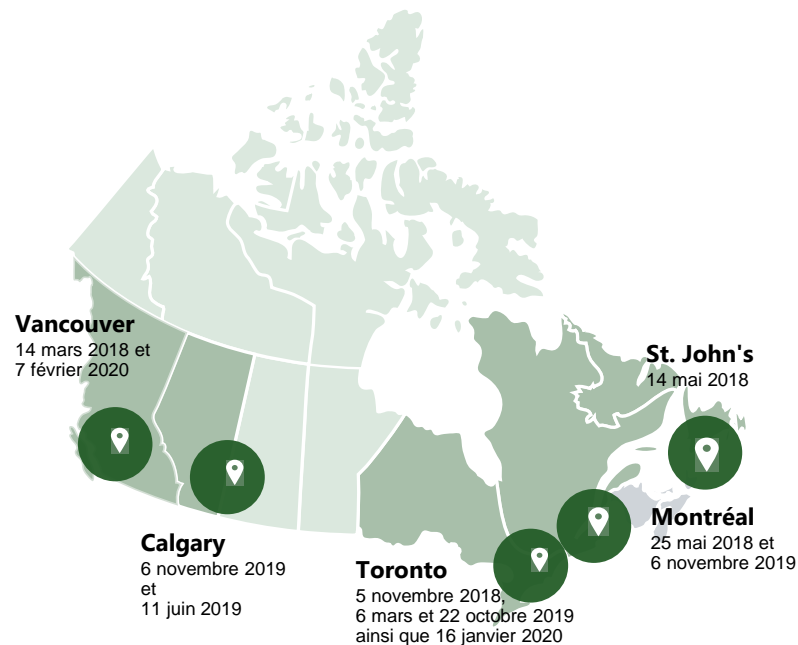 Vancouver
14 mars 2018 et
7 février 2020
St. John's
14 mai 2018
Calgary
6 novembre 2019
et
11 juin 2019
Toronto
5 novembre 2018,
6 mars et 22 octobre 2019
ainsi que 16 janvier 2020
Montréal
25 mai 2018 et
6 novembre 2019